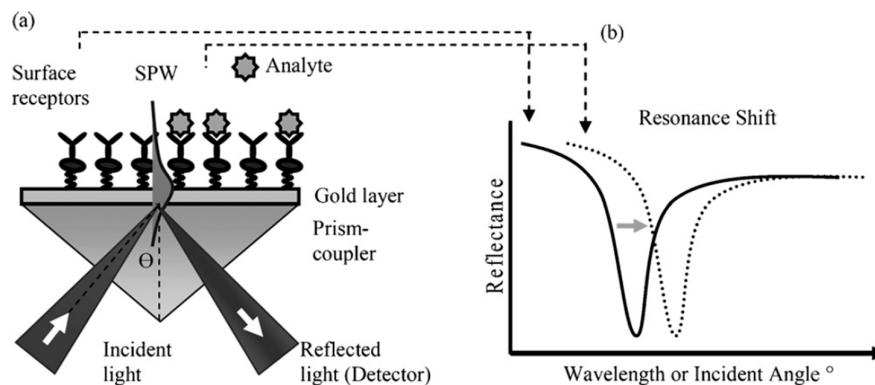 (a)
(b)
Surface
receptors
SPW
Analyte
Gold layer
Prism-
coupler
Θ
Incident
light
Reflected
light (Detector)
Resonance Shift
Reflectance
Wavelength or Incident Angle °